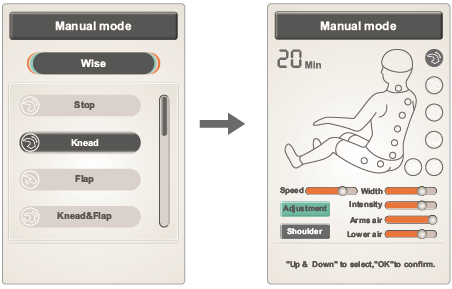 Manual mode
Wise
Stop
Knead
Flap
Knead&Flap
Manual mode
20 Min
Speed
Width
Adjustment
Intensity
Arms air
Shoulder
Lower air
"Up & Down" to select,"OK"to confirm.